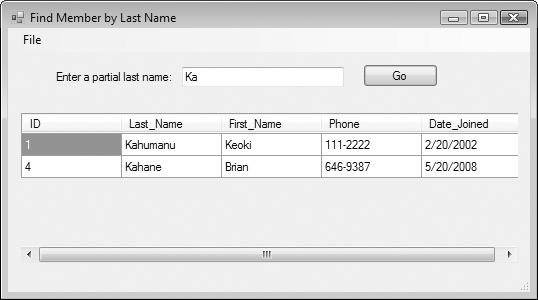 Find Member by Last Name
File
Enter a partial last name: Ka Go
ID Last_Name First_Name Phone Date_Joined
1 Kahumanu Keoki 111-2222 2/20/2002
4 Kahane Brian 646-9387 5/20/2008